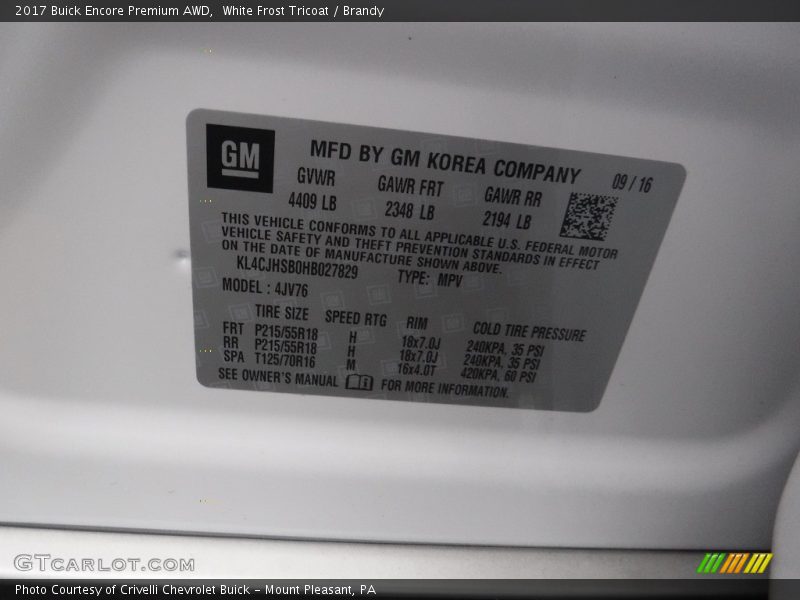 2017 Buick Encore Premium AWD,  White Frost Tricoat / Brandy
GM
MFD BY GM KOREA COMPANY 09 / 16
GVWR GAWR FRT GAWR RR
4409 LB 2348 LB 2194 LB
THIS VEHICLE CONFORMS TO ALL APPLICABLE U.S. FEDERAL MOTOR
VEHICLE SAFETY AND THEFT PREVENTION STANDARDS IN EFFECT
ON THE DATE OF MANUFACTURE SHOWN ABOVE.
KL4CJHSB0HB027829 TYPE: MPV
MODEL : 4JV76
TIRE SIZE SPEED RTG RIM COLD TIRE PRESSURE
FRT P215/55R18 H 18x7.0J 240KPA, 35 PSI
RR P215/55R18 H 18x7.0J 240KPA, 35 PSI
SPA T125/70R16 M 16x4.0T 420KPA, 60 PSI
SEE OWNER'S MANUAL FOR MORE INFORMATION.
GTCARLOT.COM
Photo Courtesy of Crivelli Chevrolet Buick - Mount Pleasant, PA